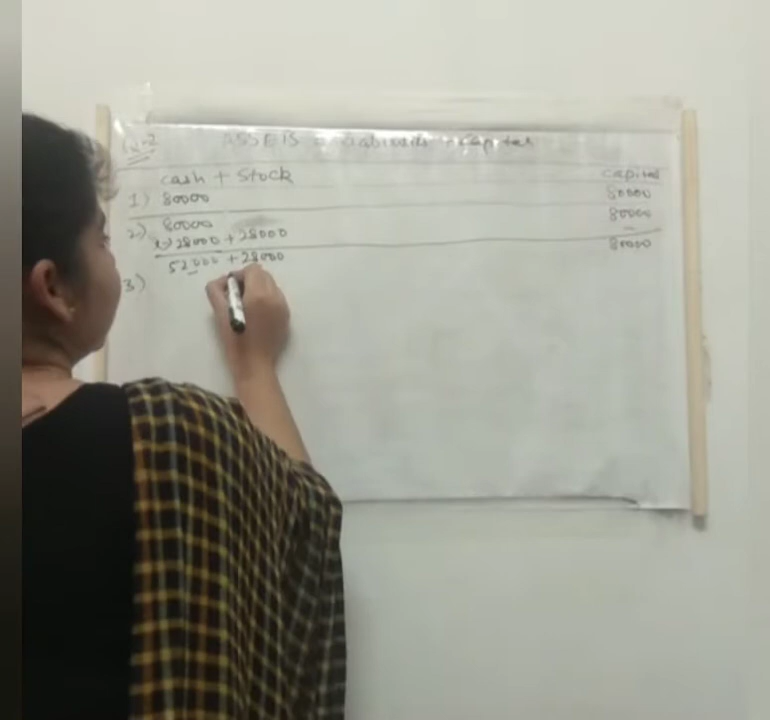 ASSETS = Liabilities + Capital
cash + Stock capital
1) 80000 80000
2) 80000 80000
(-) 28000 + 28000 -
52000 + 28000 80000
3)